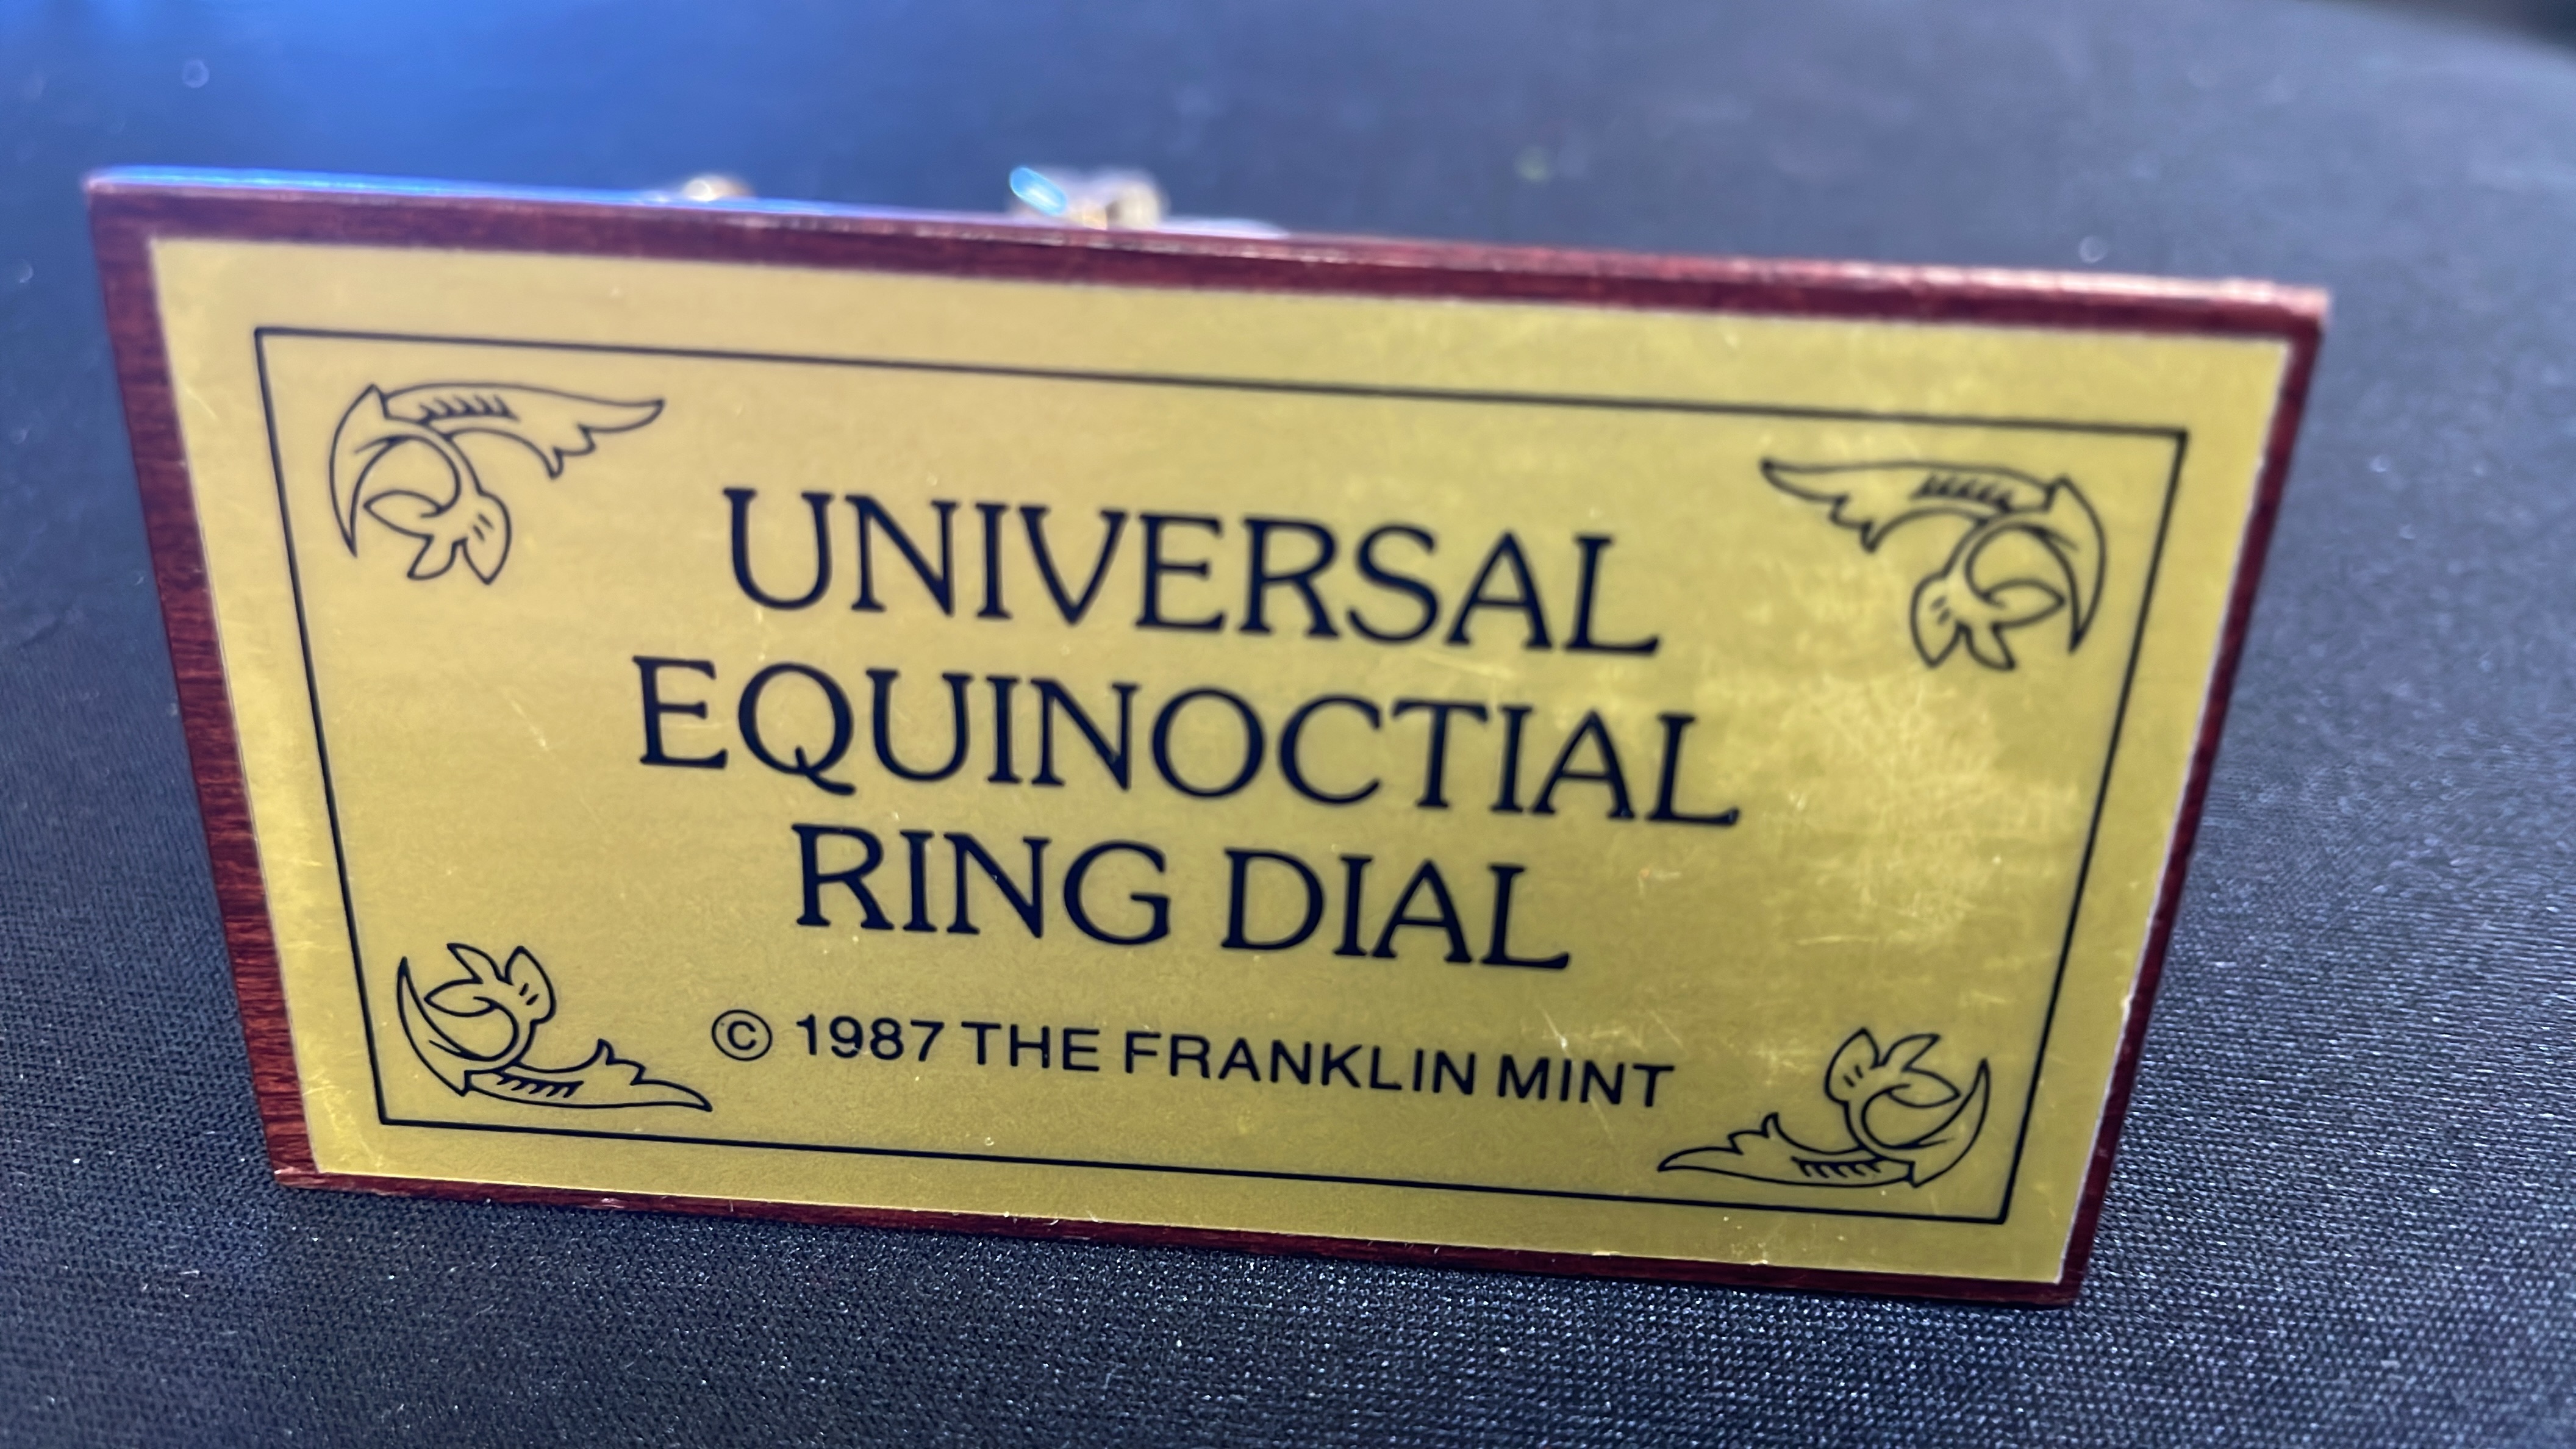 UNIVERSAL
EQUINOCTIAL
RING DIAL
© 1987 THE FRANKLIN MINT